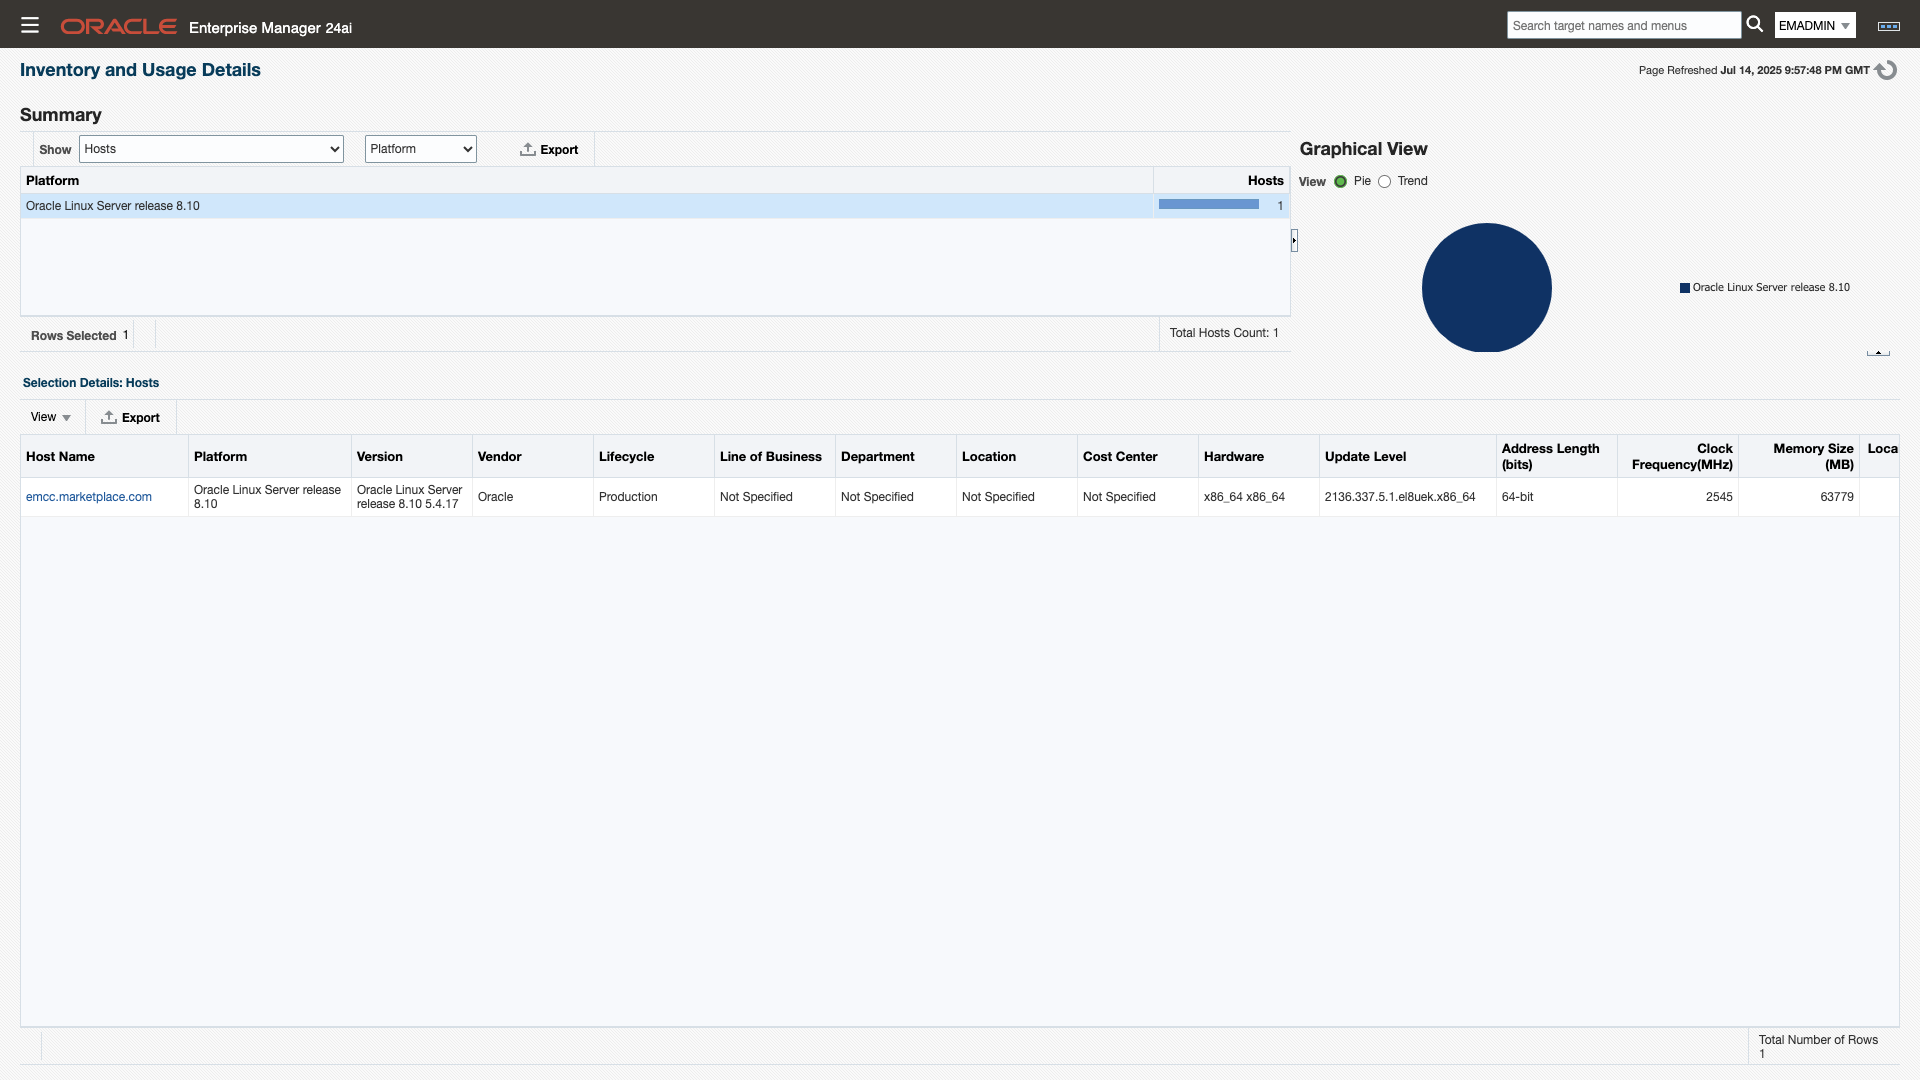 ORACLE Enterprise Manager 24ai
Search target names and menus
EMADMIN
Inventory and Usage Details
Page Refreshed Jul 14, 2025 9:57:48 PM GMT
Summary
Show Hosts Platform Export
Platform Hosts
Oracle Linux Server release 8.10 1
Rows Selected 1
Total Hosts Count: 1
Graphical View
View Pie Trend
Oracle Linux Server release 8.10
Selection Details: Hosts
View Export
Host Name Platform Version Vendor Lifecycle Line of Business Department Location Cost Center Hardware Update Level Address Length (bits) Clock Frequency(MHz) Memory Size (MB) Loca
emcc.marketplace.com Oracle Linux Server release 8.10 Oracle Linux Server release 8.10 5.4.17 Oracle Production Not Specified Not Specified Not Specified Not Specified x86_64 x86_64 2136.337.5.1.el8uek.x86_64 64-bit 2545 63779
Total Number of Rows
1